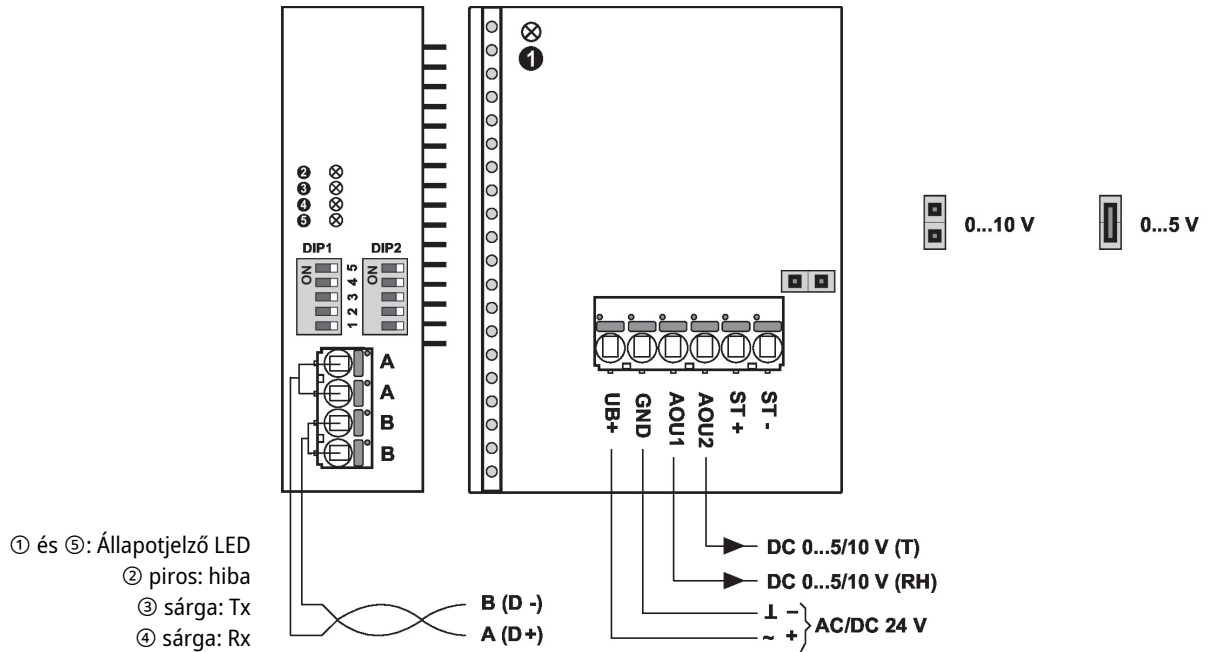 1
2
3
4
5
DIP1 DIP2
ON ON
1 2 3 4 5
A
A
B
B
0...10 V
0...5 V
UB+
GND
AOU1
AOU2
ST +
ST -
DC 0...5/10 V (T)
DC 0...5/10 V (RH)
⊥ –
~ +
AC/DC 24 V
① és ⑤: Állapotjelző LED
② piros: hiba
③ sárga: Tx
④ sárga: Rx
B (D -)
A (D+)